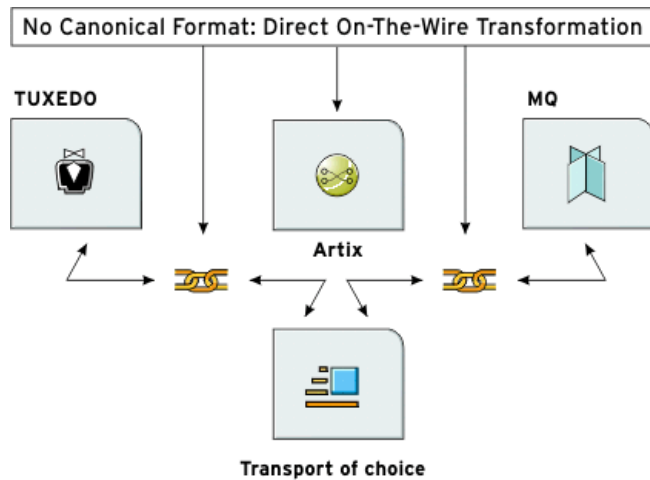 No Canonical Format: Direct On-The-Wire Transformation
TUXEDO
MQ
Artix
Transport of choice